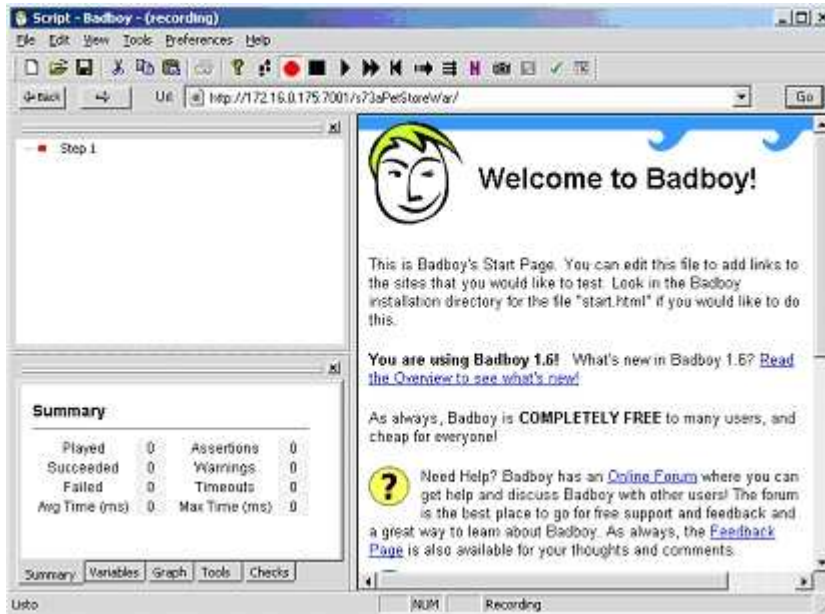 Script - Badboy - (recording)
File Edit View Tools Preferences Help
Back Url: http://172.16.0.175:7001/s73aPetStoreWar/ Go
Step 1
Welcome to Badboy!
This is Badboy's Start Page. You can edit this file to add links to
the sites that you would like to test. Look in the Badboy
installation directory for the file "start.html" if you would like to do
this.
You are using Badboy 1.6! What's new in Badboy 1.6? Read
the Overview to see what's new!
As always, Badboy is COMPLETELY FREE to many users, and
cheap for everyone!
Need Help? Badboy has an Online Forum where you can
get help and discuss Badboy with other users! The forum
is the best place to go for free support and feedback and
a great way to learn about Badboy. As always, the Feedback
Page is also available for your thoughts and comments.
Summary
Played 0 Assertions 0
Succeeded 0 Warnings 0
Failed 0 Timeouts 0
Avg Time (ms) 0 Max Time (ms) 0
Summary Variables Graph Tools Checks
Usto NUM Recording